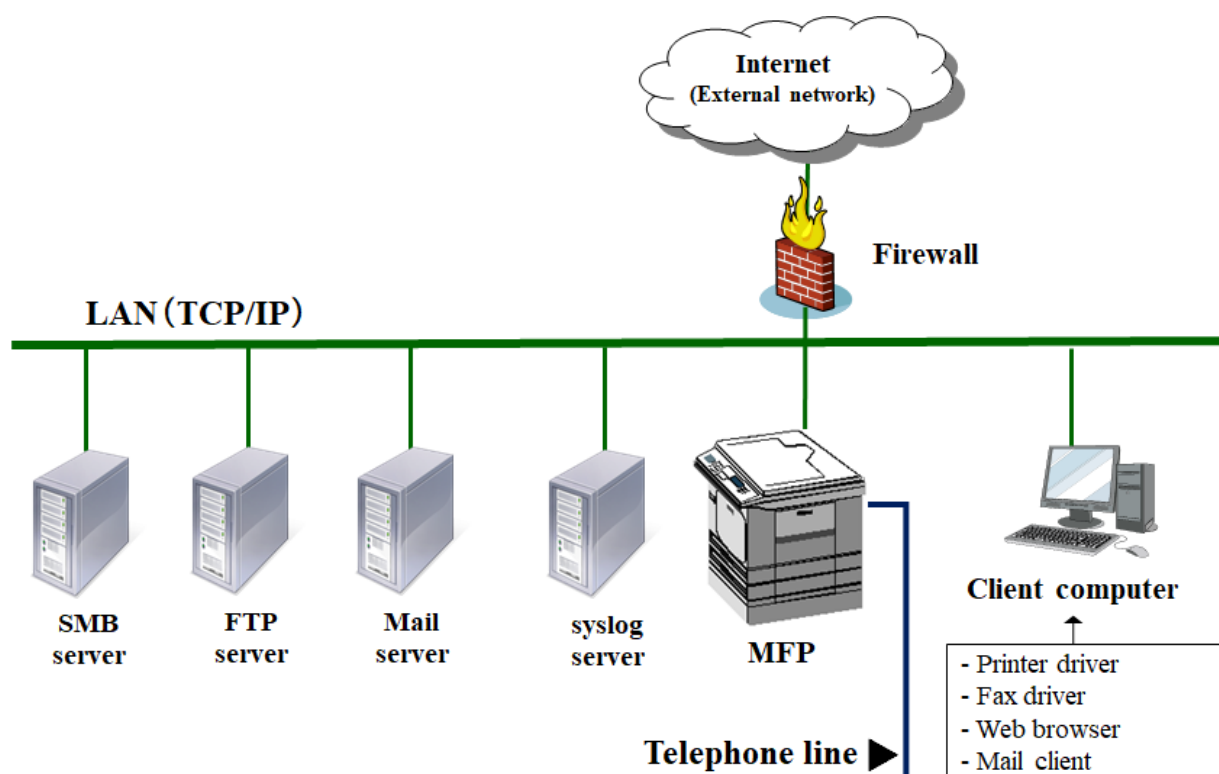 Internet
(External network)
Firewall
LAN（TCP/IP）
SMB
server
FTP
server
Mail
server
syslog
server
MFP
Client computer
- Printer driver
- Fax driver
- Web browser
- Mail client
Telephone line